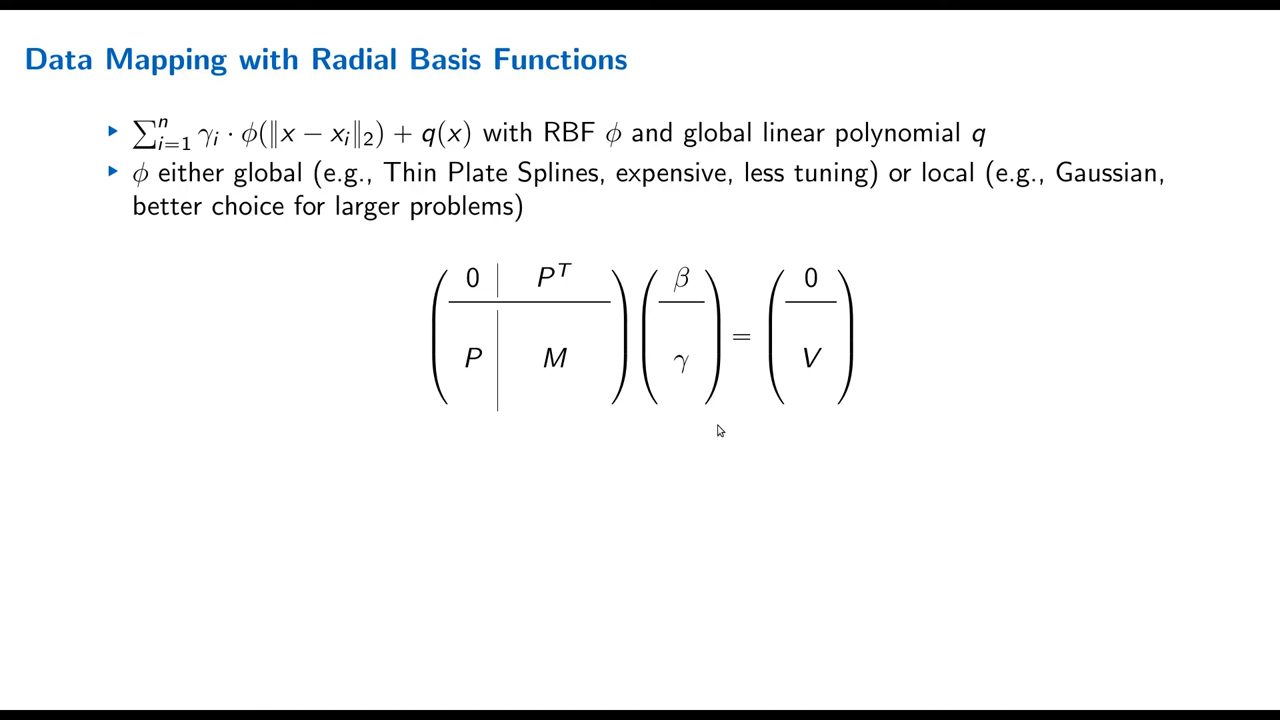 Data Mapping with Radial Basis Functions
▶ ∑ⁿᵢ₌₁ γᵢ · ϕ(‖x − xᵢ‖₂) + q(x) with RBF ϕ and global linear polynomial q
▶ ϕ either global (e.g., Thin Plate Splines, expensive, less tuning) or local (e.g., Gaussian,
better choice for larger problems)
( 0 | Pᵀ ) ( β ) = ( 0 )
( P | M ) ( γ ) ( V )